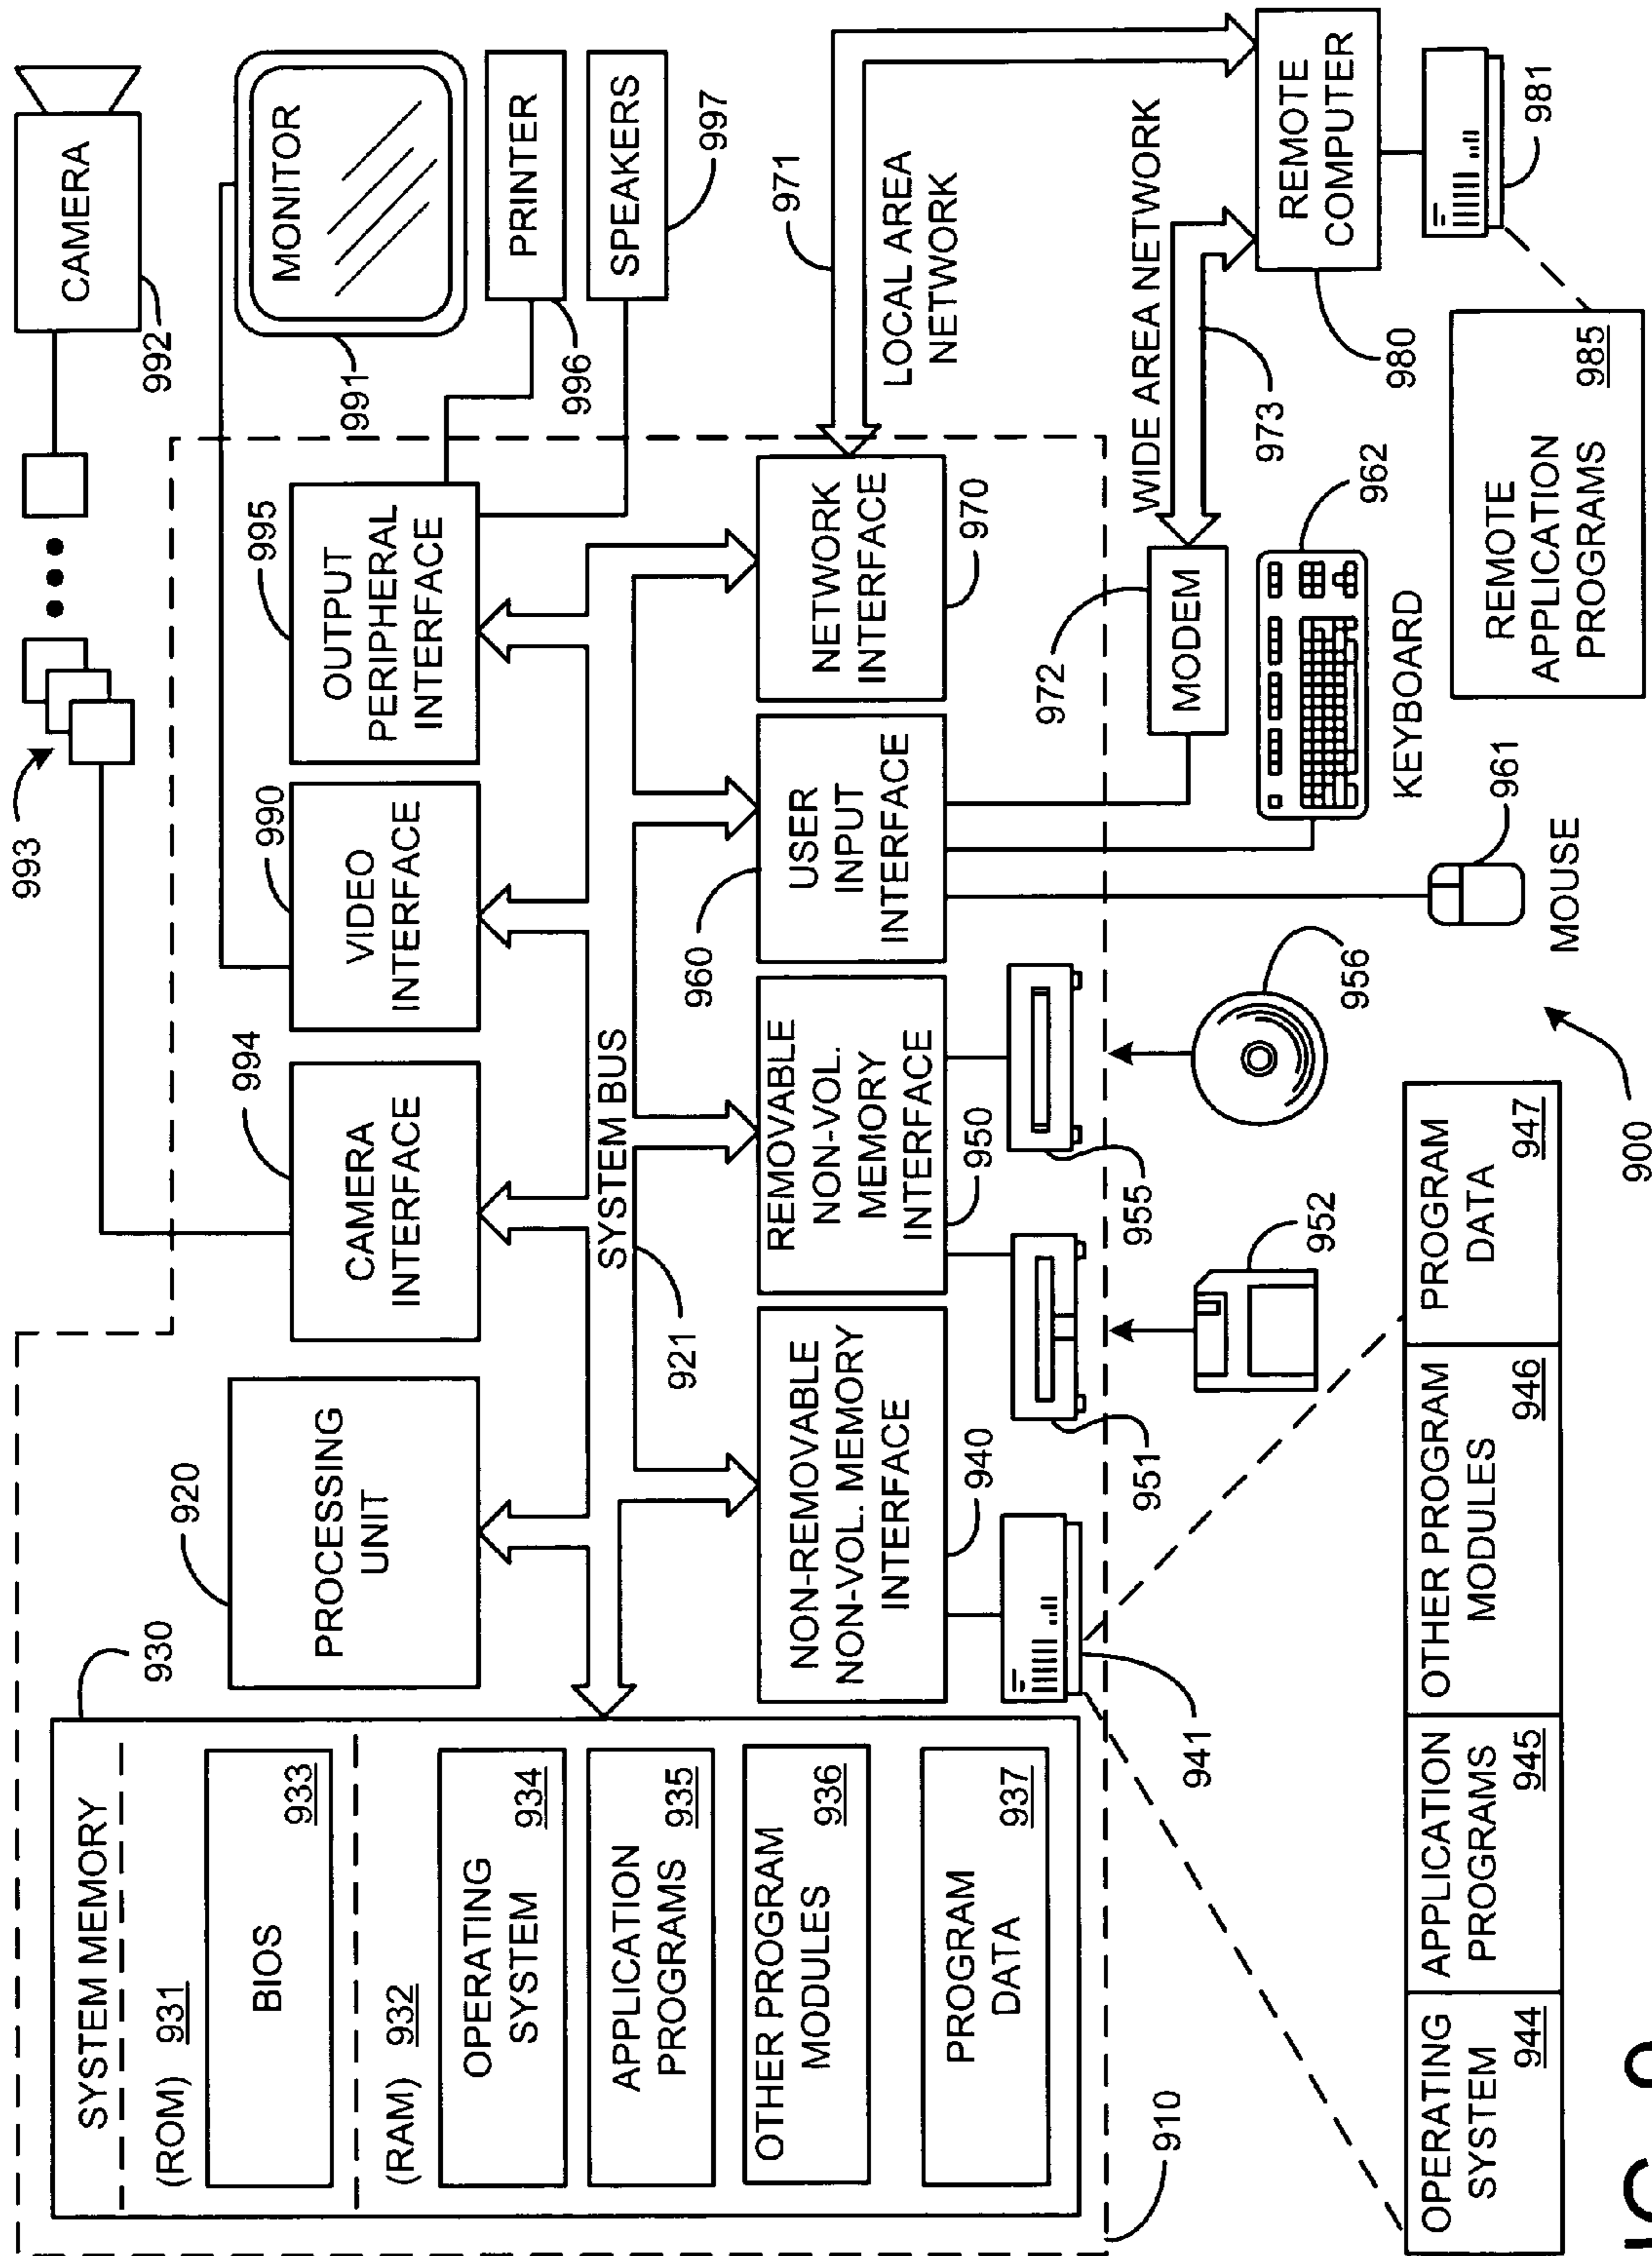 SYSTEM MEMORY
(ROM) 931
BIOS
933
(RAM) 932
OPERATING
SYSTEM 934
APPLICATION
PROGRAMS 935
OTHER PROGRAM
MODULES 936
PROGRAM
DATA 937
930
910
920
PROCESSING
UNIT
994
CAMERA
INTERFACE
990
VIDEO
INTERFACE
995
OUTPUT
PERIPHERAL
INTERFACE
993
CAMERA
992
MONITOR
991
PRINTER
996
SPEAKERS
997
SYSTEM BUS
921
NON-REMOVABLE
NON-VOL. MEMORY
INTERFACE
940
REMOVABLE
NON-VOL.
MEMORY
INTERFACE
950
960
USER
INPUT
INTERFACE
NETWORK
INTERFACE
970
971
LOCAL AREA
NETWORK
941
951
955
952
956
972
MODEM
WIDE AREA NETWORK
973
REMOTE
COMPUTER
980
981
962
KEYBOARD
961
MOUSE
REMOTE
APPLICATION
PROGRAMS 985
OPERATING
SYSTEM 944
APPLICATION
PROGRAMS 945
OTHER PROGRAM
MODULES 946
PROGRAM
DATA 947
900